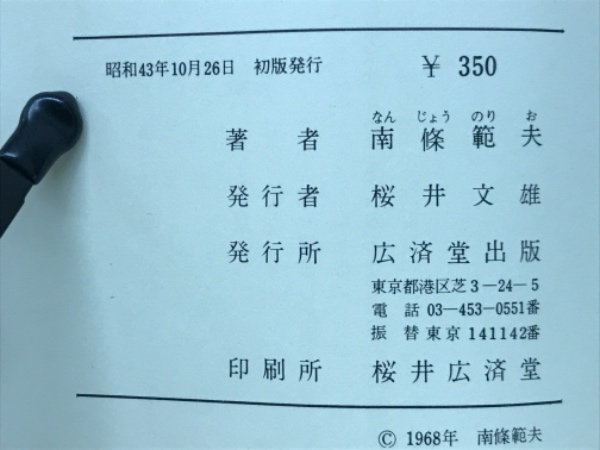 昭和43年10月26日 初版発行 ¥ 350
なん じょう のり お
著者 南條範夫
発行者 桜井文雄
発行所 広済堂出版
東京都港区芝3―24―5
電話 03―453―0551番
振替 東京 141142番
印刷所 桜井広済堂
© 1968年 南條範夫